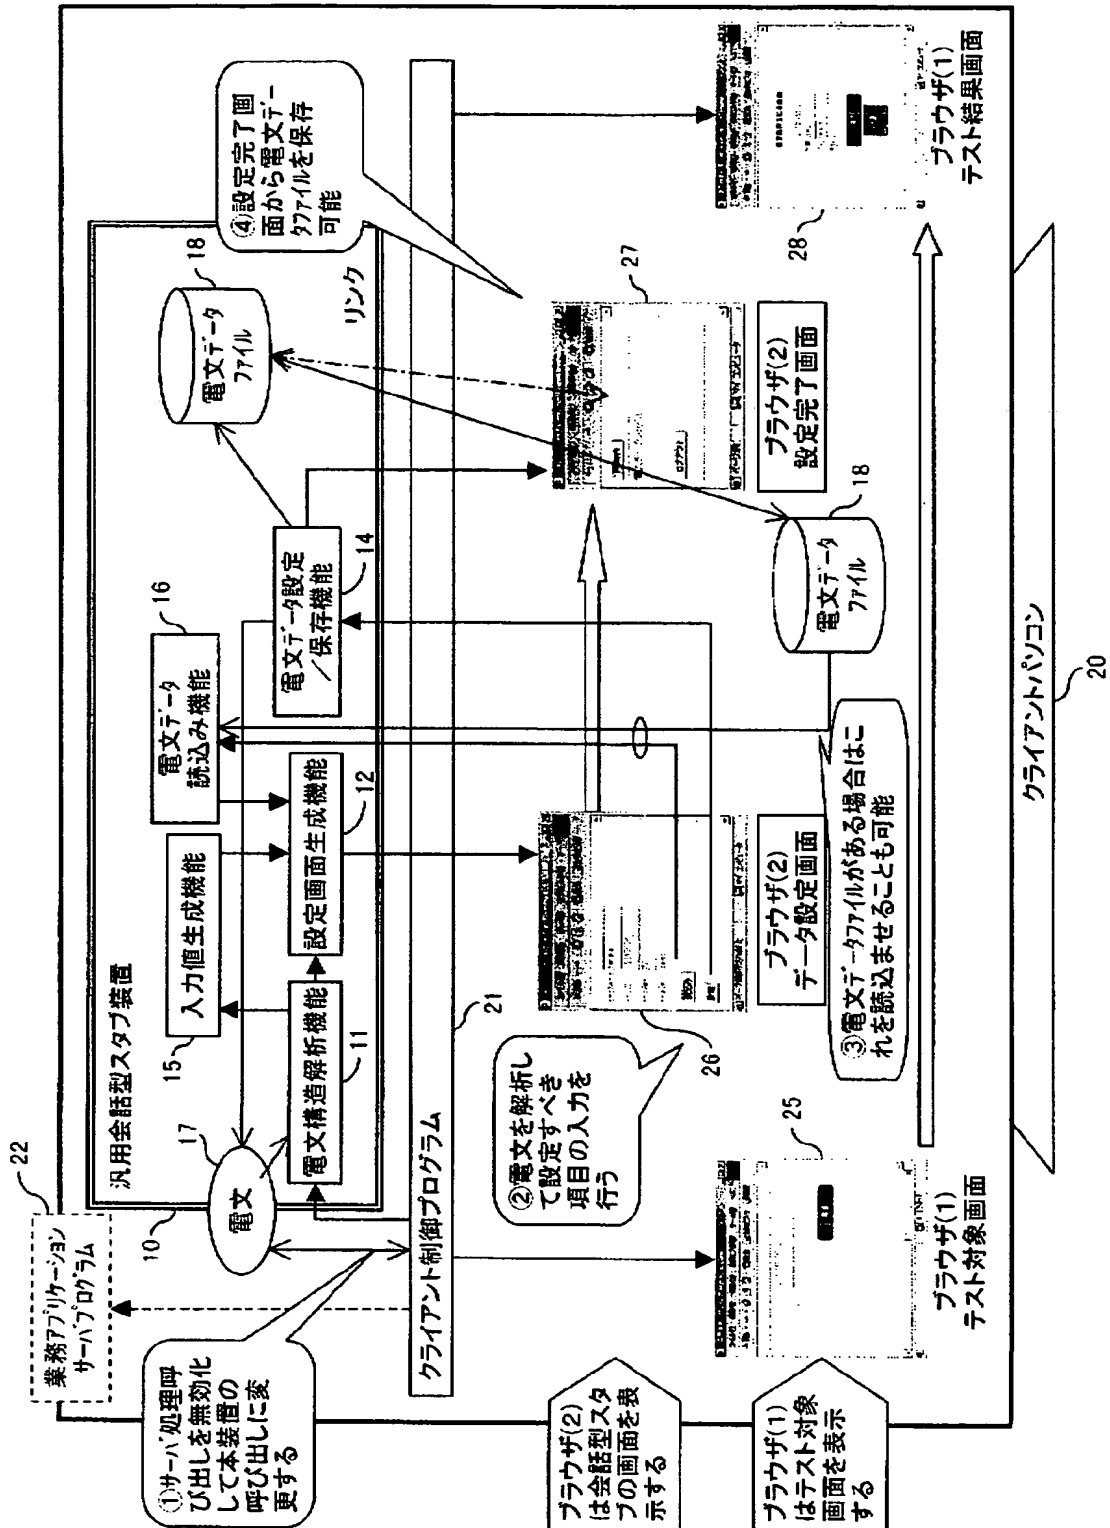 業務アプリケーション
サーバプログラム
22
①サーバ処理呼
び出しを無効化
して本装置の
呼び出しに変
更する
10
汎用会話型スタブ装置
電文
17
入力値生成機能
15
電文構造解析機能
11
電文データ
読込み機能
16
設定画面生成機能
12
電文データ設定
/保存機能
14
電文データ
ファイル
18
リンク
④設定完了画
面から電文デー
タファイルを保存
可能
クライアント制御プログラム
21
ブラウザ(2)
は会話型スタ
ブの画面を表
示する
②電文を解析し
て設定すべき
項目の入力を
行う
26
ブラウザ(2)
データ設定画面
27
ログアウト
ブラウザ(2)
設定完了画面
③電文データファイルがある場合はこ
れを読込ませることも可能
電文データ
ファイル
18
ブラウザ(1)
はテスト対象
画面を表示
する
25
ブラウザ(1)
テスト対象画面
28
ブラウザ(1)
テスト結果画面
クライアントパソコン
20